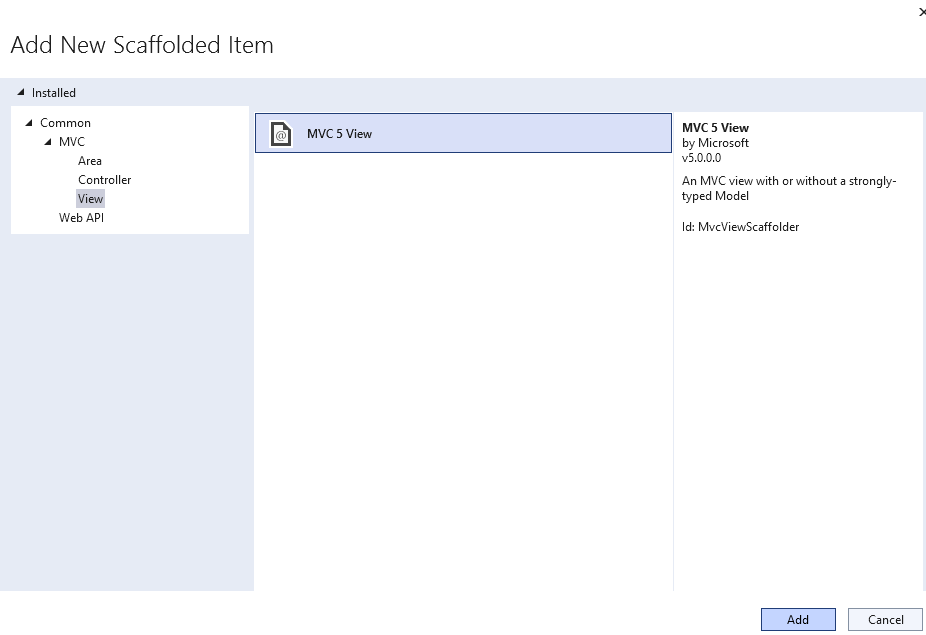 Add New Scaffolded Item
Installed
Common
MVC
Area
Controller
View
Web API
MVC 5 View
MVC 5 View
by Microsoft
v5.0.0.0
An MVC view with or without a strongly-
typed Model
Id: MvcViewScaffolder
Add
Cancel